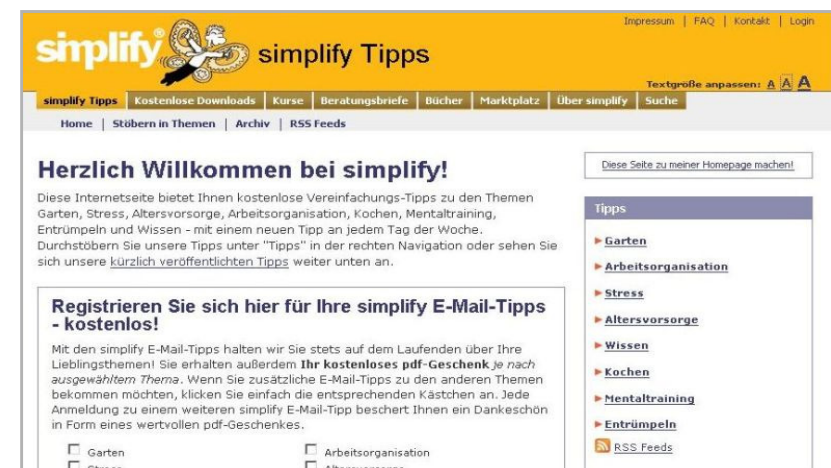 Impressum | FAQ | Kontakt | Login
simplify
simplify Tipps
Textgröße anpassen: A A A
simplify Tipps Kostenlose Downloads Kurse Beratungsbriefe Bücher Marktplatz Über simplify Suche
Home | Stöbern in Themen | Archiv | RSS Feeds
Herzlich Willkommen bei simplify!
Diese Internetseite bietet Ihnen kostenlose Vereinfachungs-Tipps zu den Themen
Garten, Stress, Altersvorsorge, Arbeitsorganisation, Kochen, Mentaltraining,
Entrümpeln und Wissen - mit einem neuen Tipp an jedem Tag der Woche.
Durchstöbern Sie unsere Tipps unter "Tipps" in der rechten Navigation oder sehen Sie
sich unsere kürzlich veröffentlichten Tipps weiter unten an.
Registrieren Sie sich hier für Ihre simplify E-Mail-Tipps
- kostenlos!
Mit den simplify E-Mail-Tipps halten wir Sie stets auf dem Laufenden über Ihre
Lieblingsthemen! Sie erhalten außerdem Ihr kostenloses pdf-Geschenk je nach
ausgewähltem Thema. Wenn Sie zusätzliche E-Mail-Tipps zu den anderen Themen
bekommen möchten, klicken Sie einfach die entsprechenden Kästchen an. Jede
Anmeldung zu einem weiteren simplify E-Mail-Tipp beschert Ihnen ein Dankeschön
in Form eines wertvollen pdf-Geschenkes.
Garten Arbeitsorganisation
Stress Altersvorsorge
Diese Seite zu meiner Homepage machen!
Tipps
Garten
Arbeitsorganisation
Stress
Altersvorsorge
Wissen
Kochen
Mentaltraining
Entrümpeln
RSS Feeds